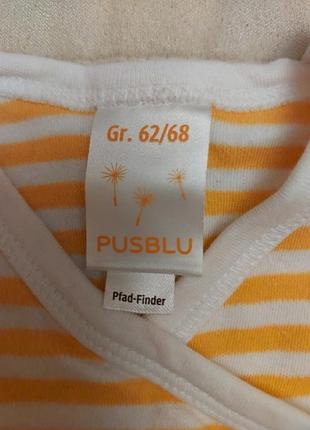 Gr. 62/68
PUSBLU
Pfad-Finder